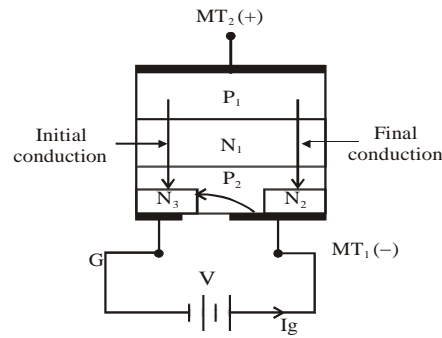 MT₂(+)
P₁
Initial
conduction
N₁
Final
conduction
P₂
N₃
N₂
G
MT₁(−)
V
Ig